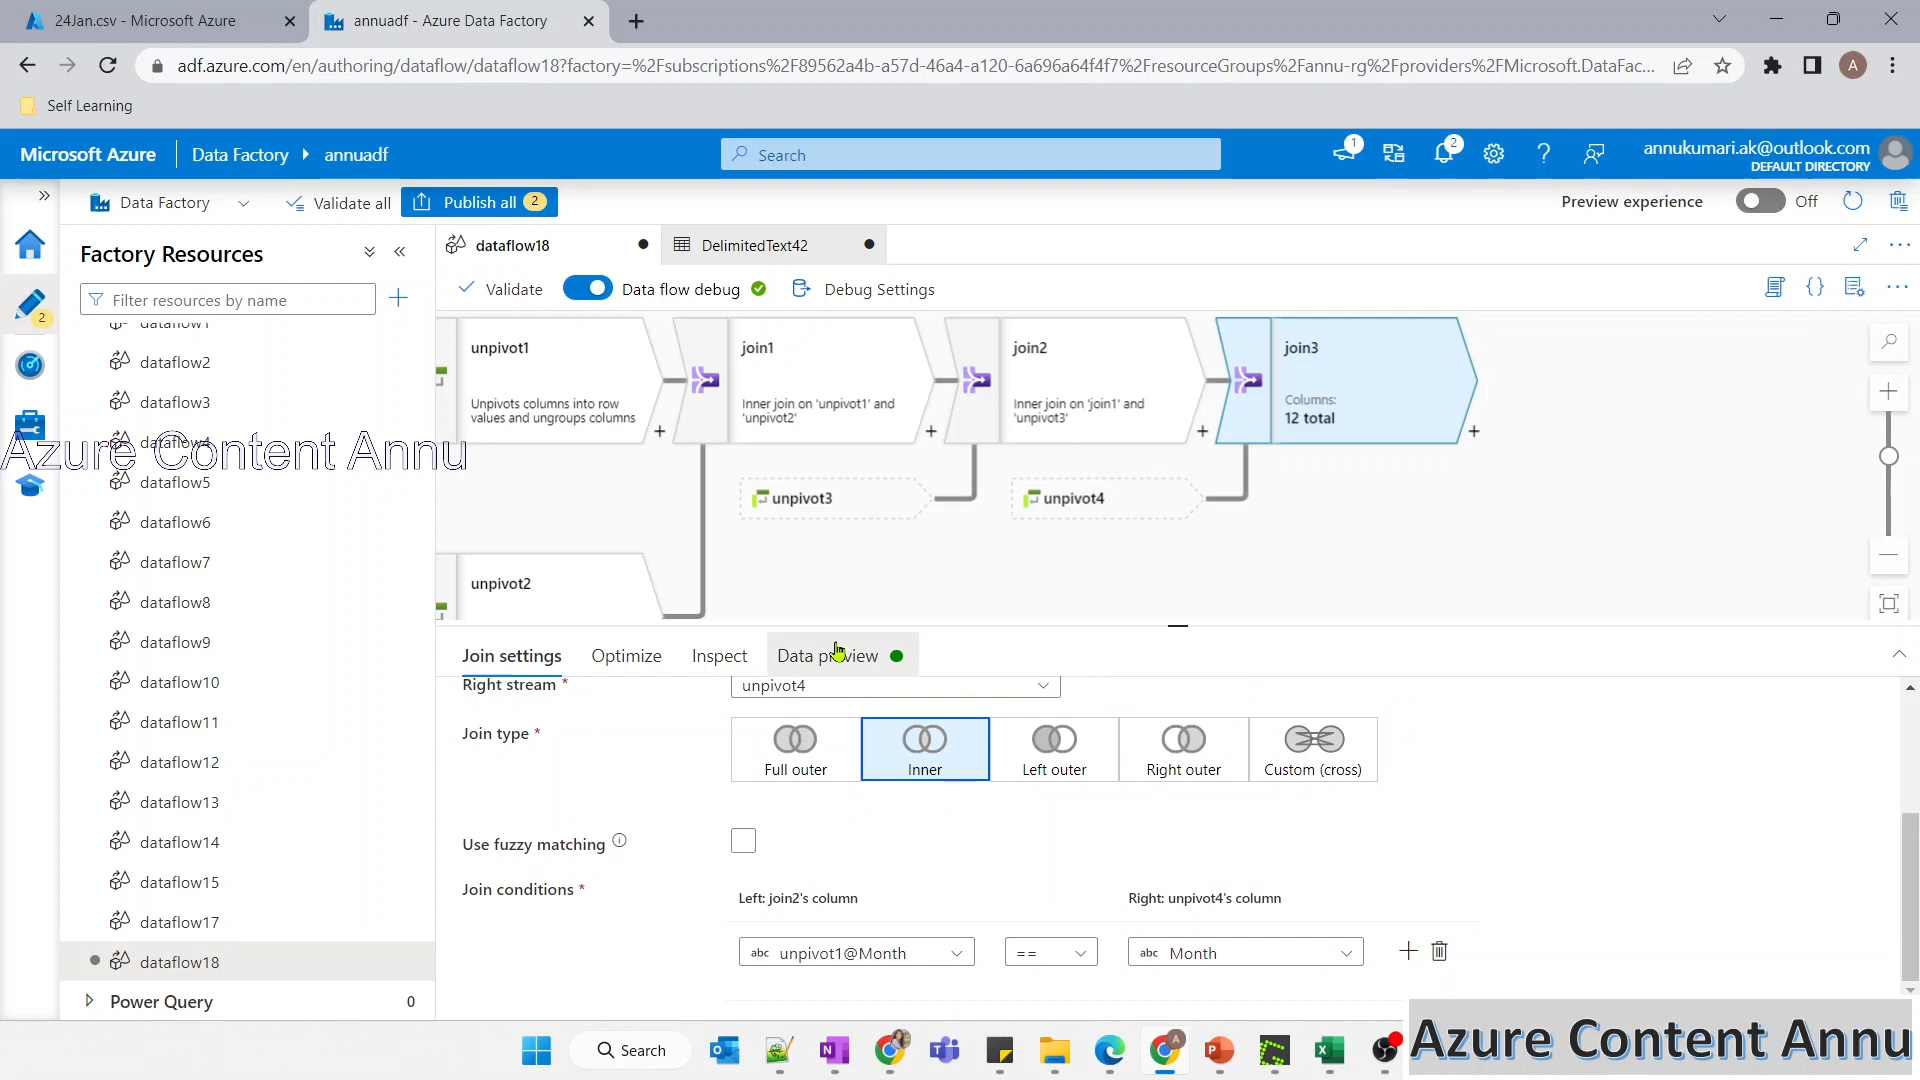 24Jan.csv - Microsoft Azure
annuadf - Azure Data Factory
adf.azure.com/en/authoring/dataflow/dataflow18?factory=%2Fsubscriptions%2F89562a4b-a57d-46a4-a120-6a696a64f4f7%2FresourceGroups%2Fannu-rg%2Fproviders%2FMicrosoft.DataFac...
A
Self Learning
Microsoft Azure
Data Factory
annuadf
Search
1
2
annukumari.ak@outlook.com
DEFAULT DIRECTORY
Data Factory
Validate all
Publish all 2
Preview experience
Off
Factory Resources
dataflow18
DelimitedText42
Filter resources by name
2
Validate
Data flow debug
Debug Settings
dataflow1
dataflow2
dataflow3
dataflow4
dataflow5
dataflow6
dataflow7
dataflow8
dataflow9
dataflow10
dataflow11
dataflow12
dataflow13
dataflow14
dataflow15
dataflow17
dataflow18
Power Query 0
Azure Content Annu
unpivot1
Unpivots columns into row
values and ungroups columns
join1
Inner join on 'unpivot1' and
'unpivot2'
join2
Inner join on 'join1' and
'unpivot3'
join3
Columns:
12 total
unpivot3
unpivot4
unpivot2
Join settings
Optimize
Inspect
Data preview
Right stream *
unpivot4
Join type *
Full outer
Inner
Left outer
Right outer
Custom (cross)
Use fuzzy matching
Join conditions *
Left: join2's column
Right: unpivot4's column
abc unpivot1@Month
==
abc Month
Search
Azure Content Annu